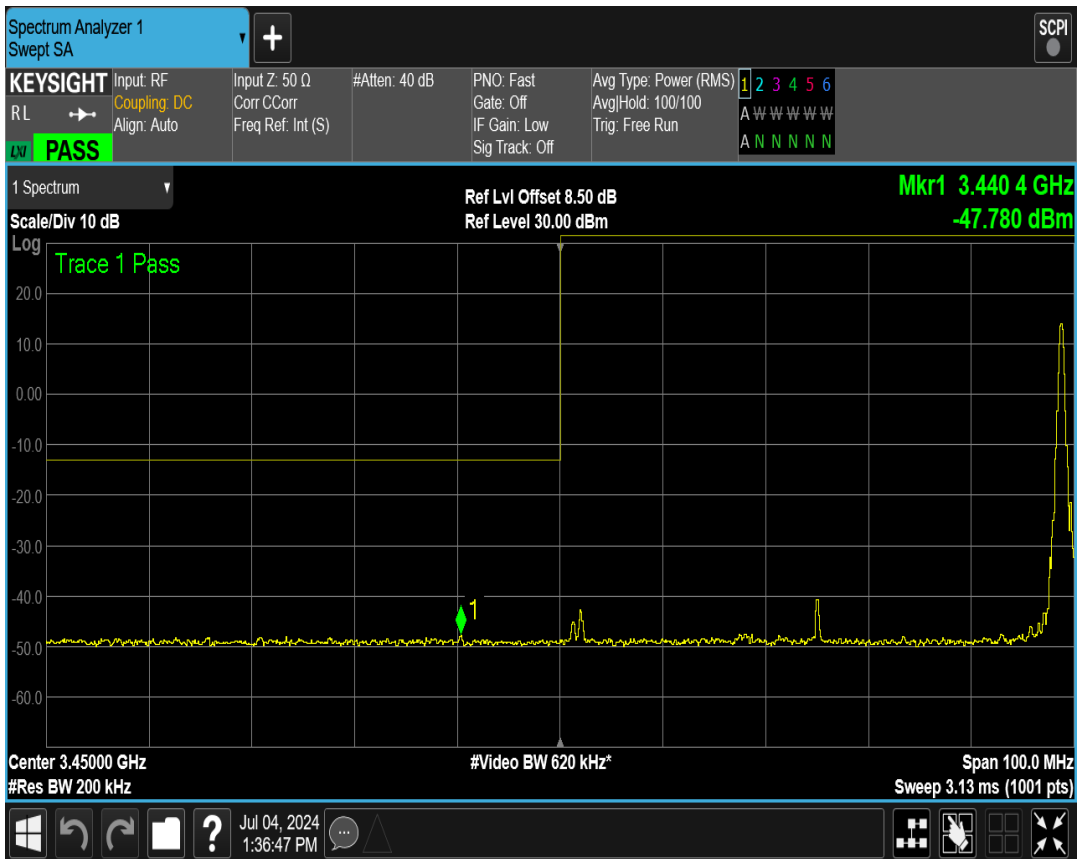 Spectrum Analyzer 1
Swept SA
SCPI
KEYSIGHT
RL
LXI
PASS
Input: RF
Coupling: DC
Align: Auto
Input Z: 50 Ω
Corr CCorr
Freq Ref: Int (S)
#Atten: 40 dB
PNO: Fast
Gate: Off
IF Gain: Low
Sig Track: Off
Avg Type: Power (RMS)
Avg|Hold: 100/100
Trig: Free Run
1 2 3 4 5 6
A W W W W W
A N N N N N
1 Spectrum
Scale/Div 10 dB
Ref Lvl Offset 8.50 dB
Ref Level 30.00 dBm
Mkr1 3.440 4 GHz
-47.780 dBm
Log
Trace 1 Pass
20.0
10.0
0.00
-10.0
-20.0
-30.0
-40.0
1
-50.0
-60.0
Center 3.45000 GHz
#Res BW 200 kHz
#Video BW 620 kHz*
Span 100.0 MHz
Sweep 3.13 ms (1001 pts)
?
Jul 04, 2024
1:36:47 PM